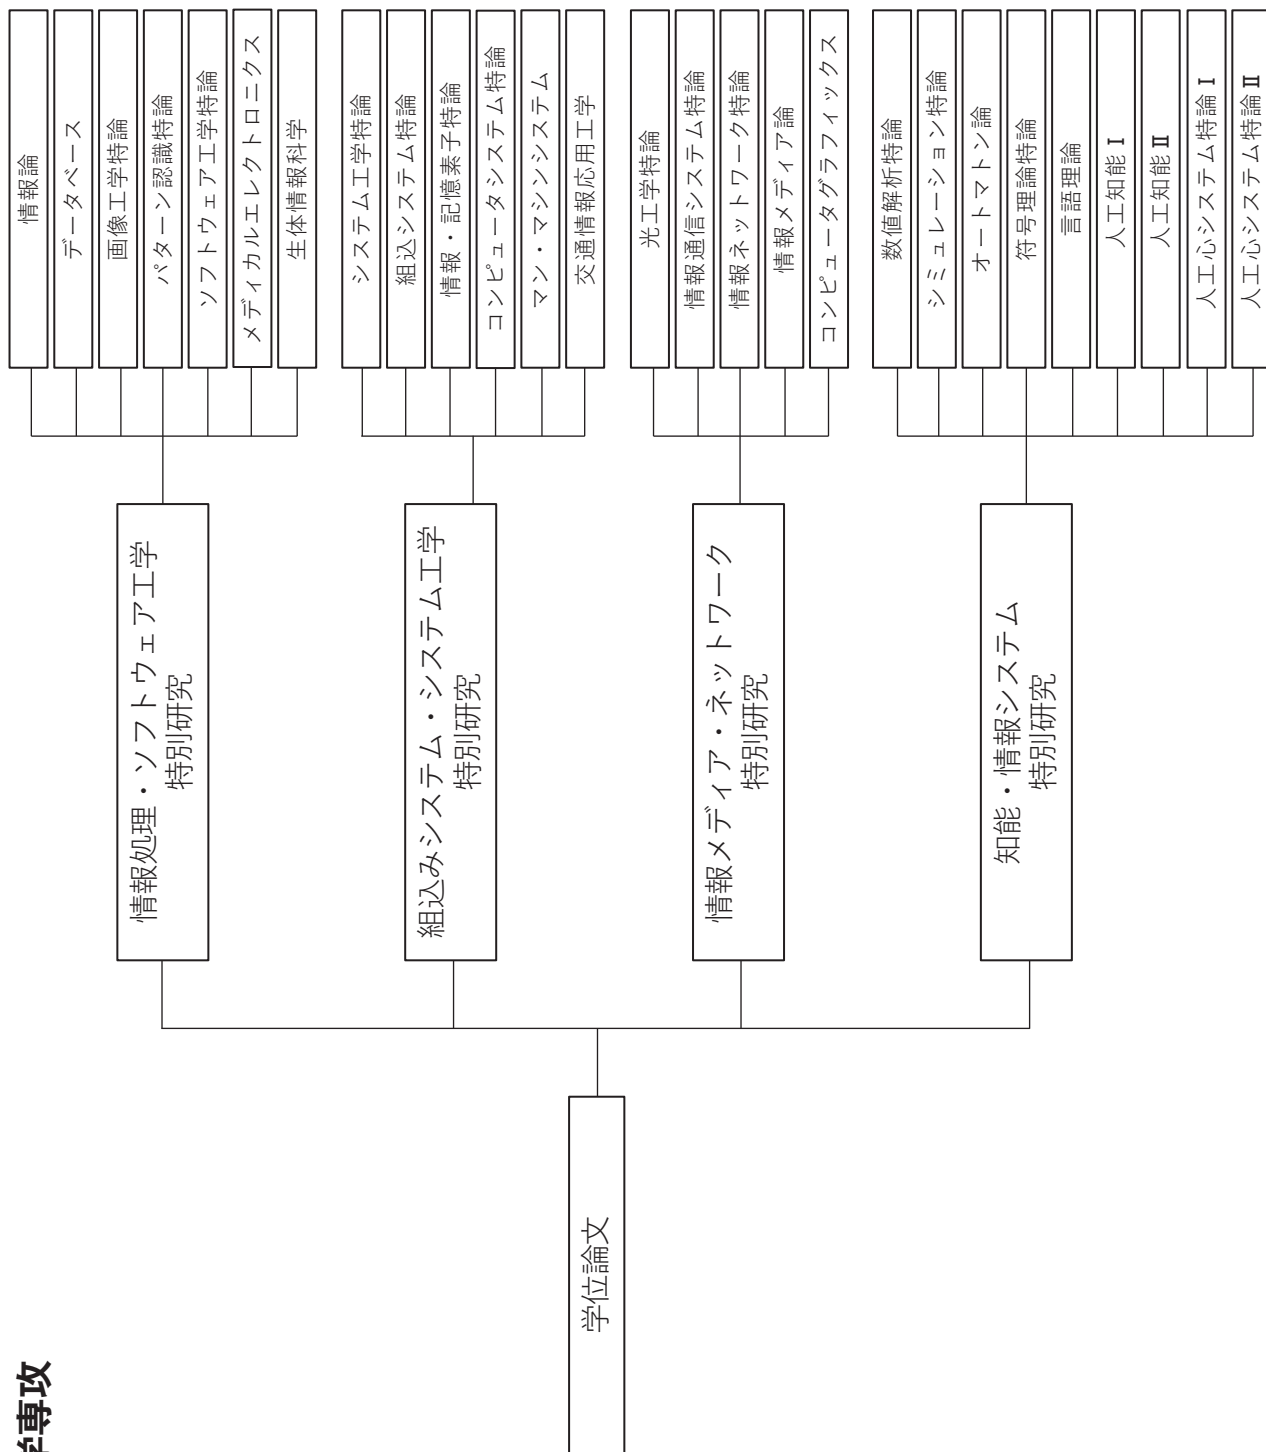 学専攻
学位論文
情報処理・ソフトウェア工学
特別研究
情報論
データベース
画像工学特論
パターン認識特論
ソフトウェア工学特論
メディカルエレクトロニクス
生体情報科学
組込みシステム・システム工学
特別研究
システム工学特論
組込システム特論
情報・記憶素子特論
コンピュータシステム特論
マン・マシンシステム
交通情報応用工学
情報メディア・ネットワーク
特別研究
光工学特論
情報通信システム特論
情報ネットワーク特論
情報メディア論
コンピュータグラフィックス
知能・情報システム
特別研究
数値解析特論
シミュレーション特論
オートマトン論
符号理論特論
言語理論
人工知能 I
人工知能 II
人工心システム特論 I
人工心システム特論 II